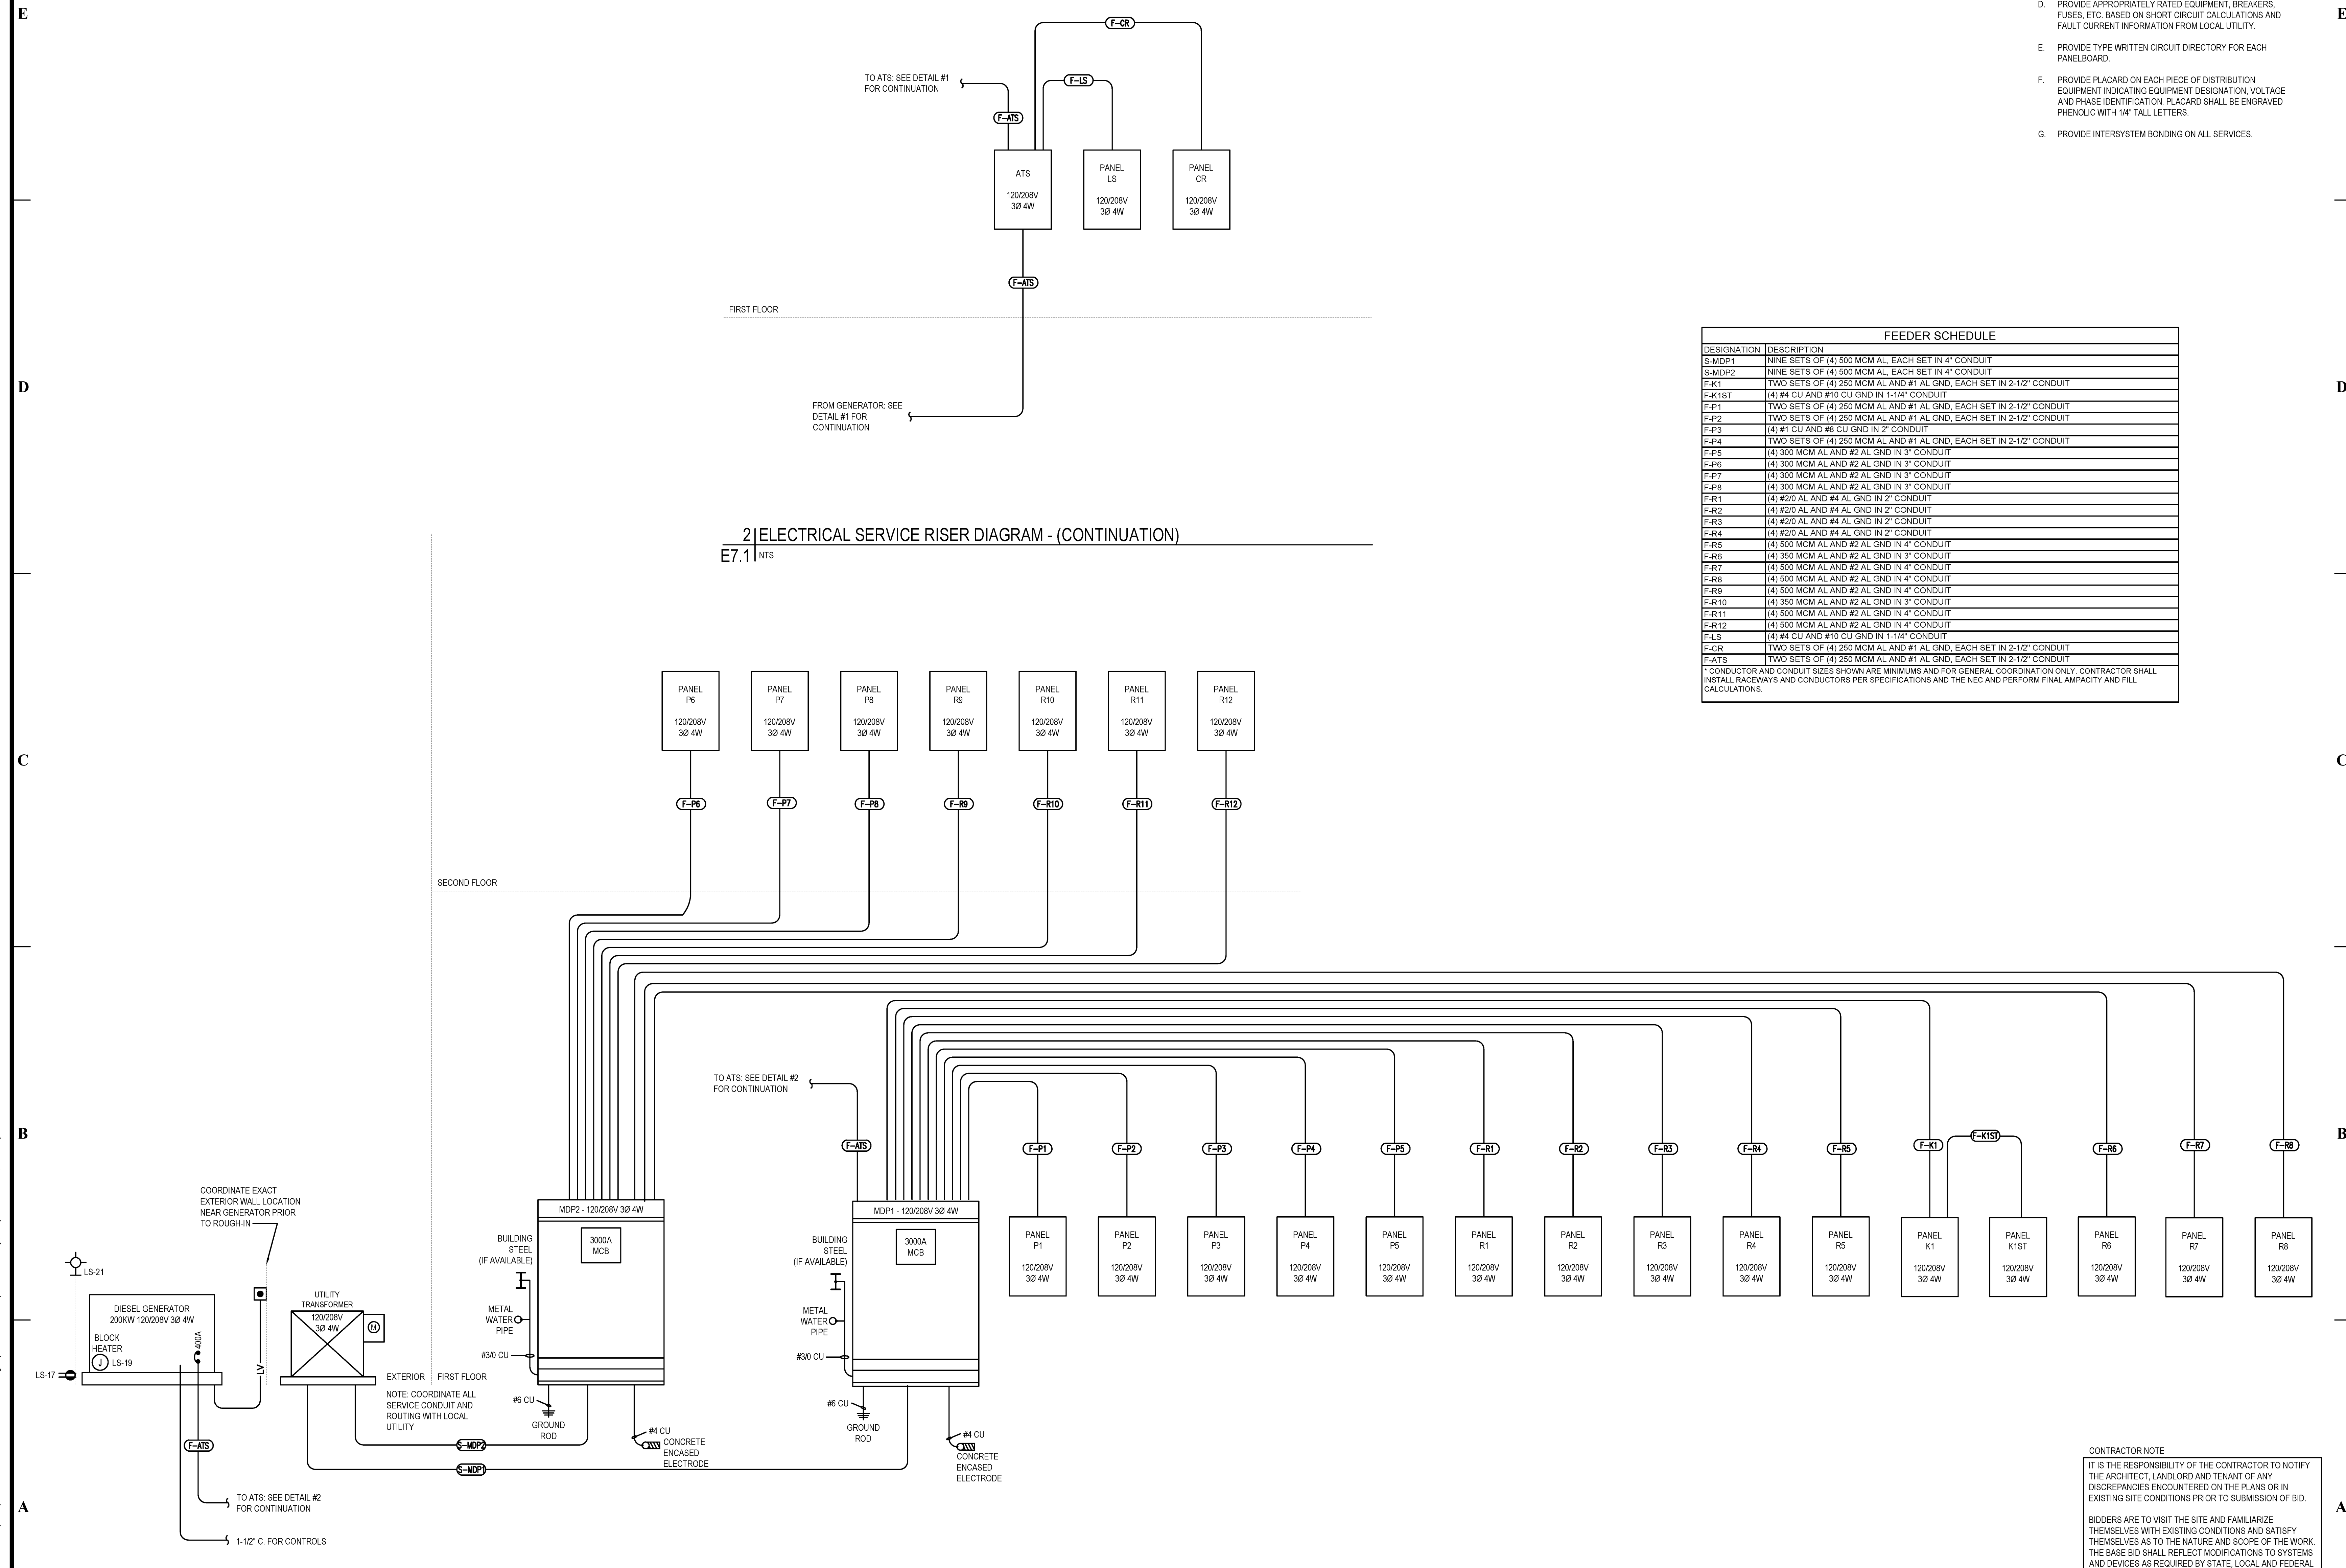 E
E
D. PROVIDE APPROPRIATELY RATED EQUIPMENT, BREAKERS,
FUSES, ETC. BASED ON SHORT CIRCUIT CALCULATIONS AND
FAULT CURRENT INFORMATION FROM LOCAL UTILITY.
E. PROVIDE TYPE WRITTEN CIRCUIT DIRECTORY FOR EACH
PANELBOARD.
F. PROVIDE PLACARD ON EACH PIECE OF DISTRIBUTION
EQUIPMENT INDICATING EQUIPMENT DESIGNATION, VOLTAGE
AND PHASE IDENTIFICATION. PLACARD SHALL BE ENGRAVED
PHENOLIC WITH 1/4" TALL LETTERS.
G. PROVIDE INTERSYSTEM BONDING ON ALL SERVICES.
F-CR
TO ATS: SEE DETAIL #1
FOR CONTINUATION
F-LS
F-ATS
ATS
120/208V
3Ø 4W
PANEL
LS
120/208V
3Ø 4W
PANEL
CR
120/208V
3Ø 4W
F-ATS
FIRST FLOOR
D
D
FROM GENERATOR: SEE
DETAIL #1 FOR
CONTINUATION
FEEDER SCHEDULE
DESIGNATION DESCRIPTION
S-MDP1 NINE SETS OF (4) 500 MCM AL, EACH SET IN 4" CONDUIT
S-MDP2 NINE SETS OF (4) 500 MCM AL, EACH SET IN 4" CONDUIT
F-K1 TWO SETS OF (4) 250 MCM AL AND #1 AL GND, EACH SET IN 2-1/2" CONDUIT
F-K1ST (4) #4 CU AND #10 CU GND IN 1-1/4" CONDUIT
F-P1 TWO SETS OF (4) 250 MCM AL AND #1 AL GND, EACH SET IN 2-1/2" CONDUIT
F-P2 TWO SETS OF (4) 250 MCM AL AND #1 AL GND, EACH SET IN 2-1/2" CONDUIT
F-P3 (4) #1 CU AND #8 CU GND IN 2" CONDUIT
F-P4 TWO SETS OF (4) 250 MCM AL AND #1 AL GND, EACH SET IN 2-1/2" CONDUIT
F-P5 (4) 300 MCM AL AND #2 AL GND IN 3" CONDUIT
F-P6 (4) 300 MCM AL AND #2 AL GND IN 3" CONDUIT
F-P7 (4) 300 MCM AL AND #2 AL GND IN 3" CONDUIT
F-P8 (4) 300 MCM AL AND #2 AL GND IN 3" CONDUIT
F-R1 (4) #2/0 AL AND #4 AL GND IN 2" CONDUIT
F-R2 (4) #2/0 AL AND #4 AL GND IN 2" CONDUIT
F-R3 (4) #2/0 AL AND #4 AL GND IN 2" CONDUIT
F-R4 (4) #2/0 AL AND #4 AL GND IN 2" CONDUIT
F-R5 (4) 500 MCM AL AND #2 AL GND IN 4" CONDUIT
F-R6 (4) 350 MCM AL AND #2 AL GND IN 3" CONDUIT
F-R7 (4) 500 MCM AL AND #2 AL GND IN 4" CONDUIT
F-R8 (4) 500 MCM AL AND #2 AL GND IN 4" CONDUIT
F-R9 (4) 500 MCM AL AND #2 AL GND IN 4" CONDUIT
F-R10 (4) 350 MCM AL AND #2 AL GND IN 3" CONDUIT
F-R11 (4) 500 MCM AL AND #2 AL GND IN 4" CONDUIT
F-R12 (4) 500 MCM AL AND #2 AL GND IN 4" CONDUIT
F-LS (4) #4 CU AND #10 CU GND IN 1-1/4" CONDUIT
F-CR TWO SETS OF (4) 250 MCM AL AND #1 AL GND, EACH SET IN 2-1/2" CONDUIT
F-ATS TWO SETS OF (4) 250 MCM AL AND #1 AL GND, EACH SET IN 2-1/2" CONDUIT
* CONDUCTOR AND CONDUIT SIZES SHOWN ARE MINIMUMS AND FOR GENERAL COORDINATION ONLY. CONTRACTOR SHALL
INSTALL RACEWAYS AND CONDUCTORS PER SPECIFICATIONS AND THE NEC AND PERFORM FINAL AMPACITY AND FILL
CALCULATIONS.
2 ELECTRICAL SERVICE RISER DIAGRAM - (CONTINUATION)
E7.1 NTS
C
C
PANEL
P6
120/208V
3Ø 4W
PANEL
P7
120/208V
3Ø 4W
PANEL
P8
120/208V
3Ø 4W
PANEL
R9
120/208V
3Ø 4W
PANEL
R10
120/208V
3Ø 4W
PANEL
R11
120/208V
3Ø 4W
PANEL
R12
120/208V
3Ø 4W
F-P6
F-P7
F-P8
F-R9
F-R10
F-R11
F-R12
SECOND FLOOR
TO ATS: SEE DETAIL #2
FOR CONTINUATION
B
B
F-ATS
F-P1
F-P2
F-P3
F-P4
F-P5
F-R1
F-R2
F-R3
F-R4
F-R5
F-K1
F-K1ST
F-R6
F-R7
F-R8
COORDINATE EXACT
EXTERIOR WALL LOCATION
NEAR GENERATOR PRIOR
TO ROUGH-IN
LS-21
DIESEL GENERATOR
200KW 120/208V 3Ø 4W
BLOCK
HEATER
J LS-19
400A
LS-17
LV
UTILITY
TRANSFORMER
120/208V
3Ø 4W
M
EXTERIOR
FIRST FLOOR
NOTE: COORDINATE ALL
SERVICE CONDUIT AND
ROUTING WITH LOCAL
UTILITY
MDP2 - 120/208V 3Ø 4W
3000A
MCB
BUILDING
STEEL
(IF AVAILABLE)
METAL
WATER
PIPE
#3/0 CU
#6 CU
GROUND
ROD
#4 CU
CONCRETE
ENCASED
ELECTRODE
MDP1 - 120/208V 3Ø 4W
3000A
MCB
BUILDING
STEEL
(IF AVAILABLE)
METAL
WATER
PIPE
#3/0 CU
#6 CU
GROUND
ROD
#4 CU
CONCRETE
ENCASED
ELECTRODE
PANEL
P1
120/208V
3Ø 4W
PANEL
P2
120/208V
3Ø 4W
PANEL
P3
120/208V
3Ø 4W
PANEL
P4
120/208V
3Ø 4W
PANEL
P5
120/208V
3Ø 4W
PANEL
R1
120/208V
3Ø 4W
PANEL
R2
120/208V
3Ø 4W
PANEL
R3
120/208V
3Ø 4W
PANEL
R4
120/208V
3Ø 4W
PANEL
R5
120/208V
3Ø 4W
PANEL
K1
120/208V
3Ø 4W
PANEL
K1ST
120/208V
3Ø 4W
PANEL
R6
120/208V
3Ø 4W
PANEL
R7
120/208V
3Ø 4W
PANEL
R8
120/208V
3Ø 4W
F-ATS
S-MDP2
S-MDP1
TO ATS: SEE DETAIL #2
FOR CONTINUATION
1-1/2" C. FOR CONTROLS
A
A
CONTRACTOR NOTE
IT IS THE RESPONSIBILITY OF THE CONTRACTOR TO NOTIFY
THE ARCHITECT, LANDLORD AND TENANT OF ANY
DISCREPANCIES ENCOUNTERED ON THE PLANS OR IN
EXISTING SITE CONDITIONS PRIOR TO SUBMISSION OF BID.
BIDDERS ARE TO VISIT THE SITE AND FAMILIARIZE
THEMSELVES WITH EXISTING CONDITIONS AND SATISFY
THEMSELVES AS TO THE NATURE AND SCOPE OF THE WORK.
THE BASE BID SHALL REFLECT MODIFICATIONS TO SYSTEMS
AND DEVICES AS REQUIRED BY STATE, LOCAL AND FEDERAL